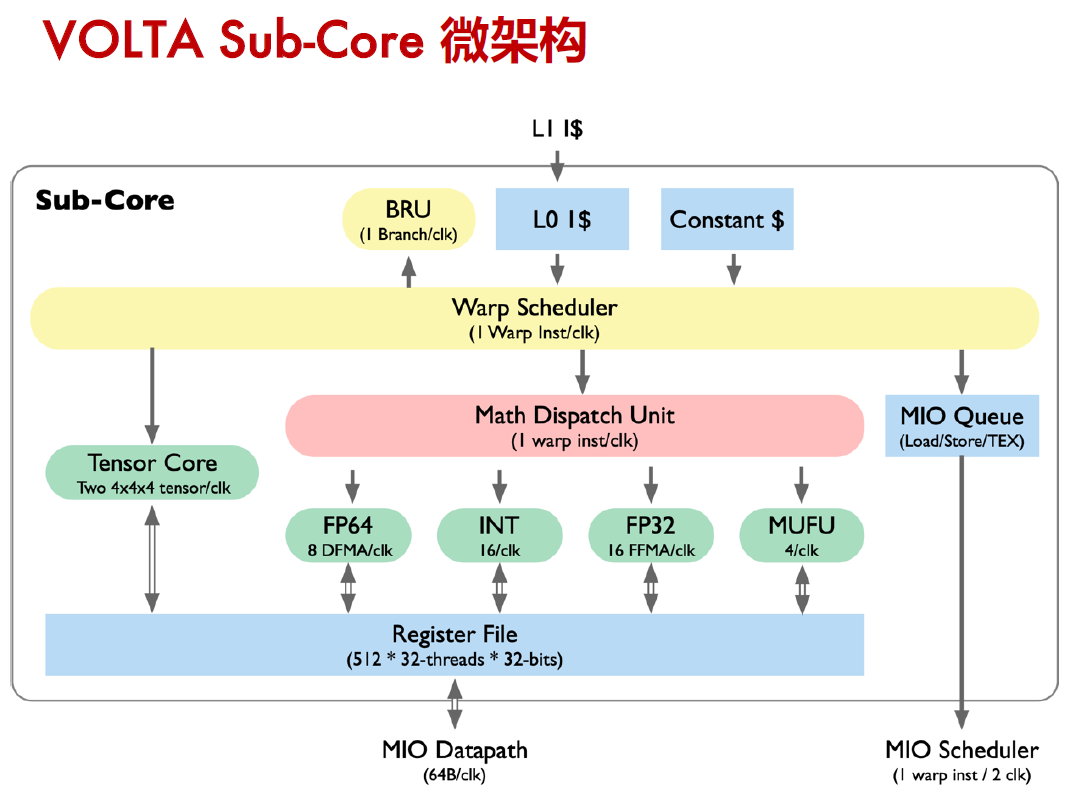 VOLTA Sub-Core 微架构
L1 I$
Sub-Core
BRU
(1 Branch/clk)
L0 1$
Constant $
Warp Scheduler
(1 Warp Inst/clk)
Math Dispatch Unit
(1 warp inst/clk)
MIO Queue
(Load/Store/TEX)
Tensor Core
Two 4x4x4 tensor/clk
FP64
8 DFMA/clk
INT
16/clk
FP32
16 FFMA/clk
MUFU
4/clk
Register File
(512 * 32-threads * 32-bits)
MIO Datapath
(64B/clk)
MIO Scheduler
(1 warp inst / 2 clk)